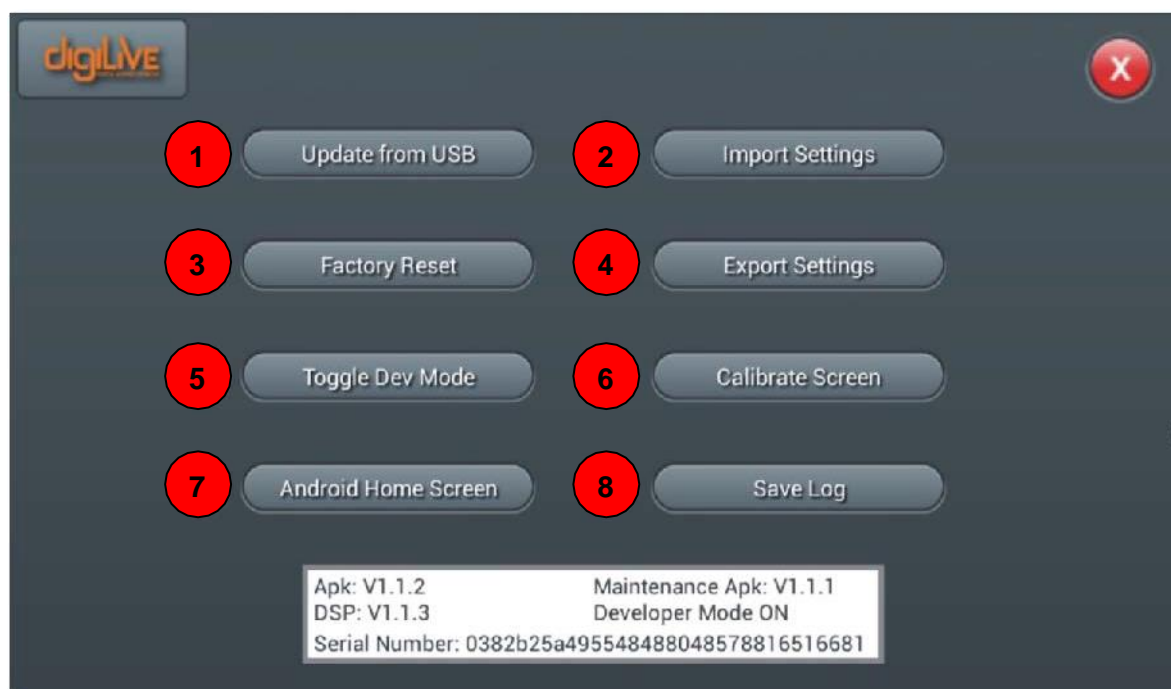 digiLiVE
X
1 Update from USB 2 Import Settings
3 Factory Reset 4 Export Settings
5 Toggle Dev Mode 6 Calibrate Screen
7 Android Home Screen 8 Save Log
Apk: V1.1.2 Maintenance Apk: V1.1.1
DSP: V1.1.3 Developer Mode ON
Serial Number: 0382b25a495548488048578816516681